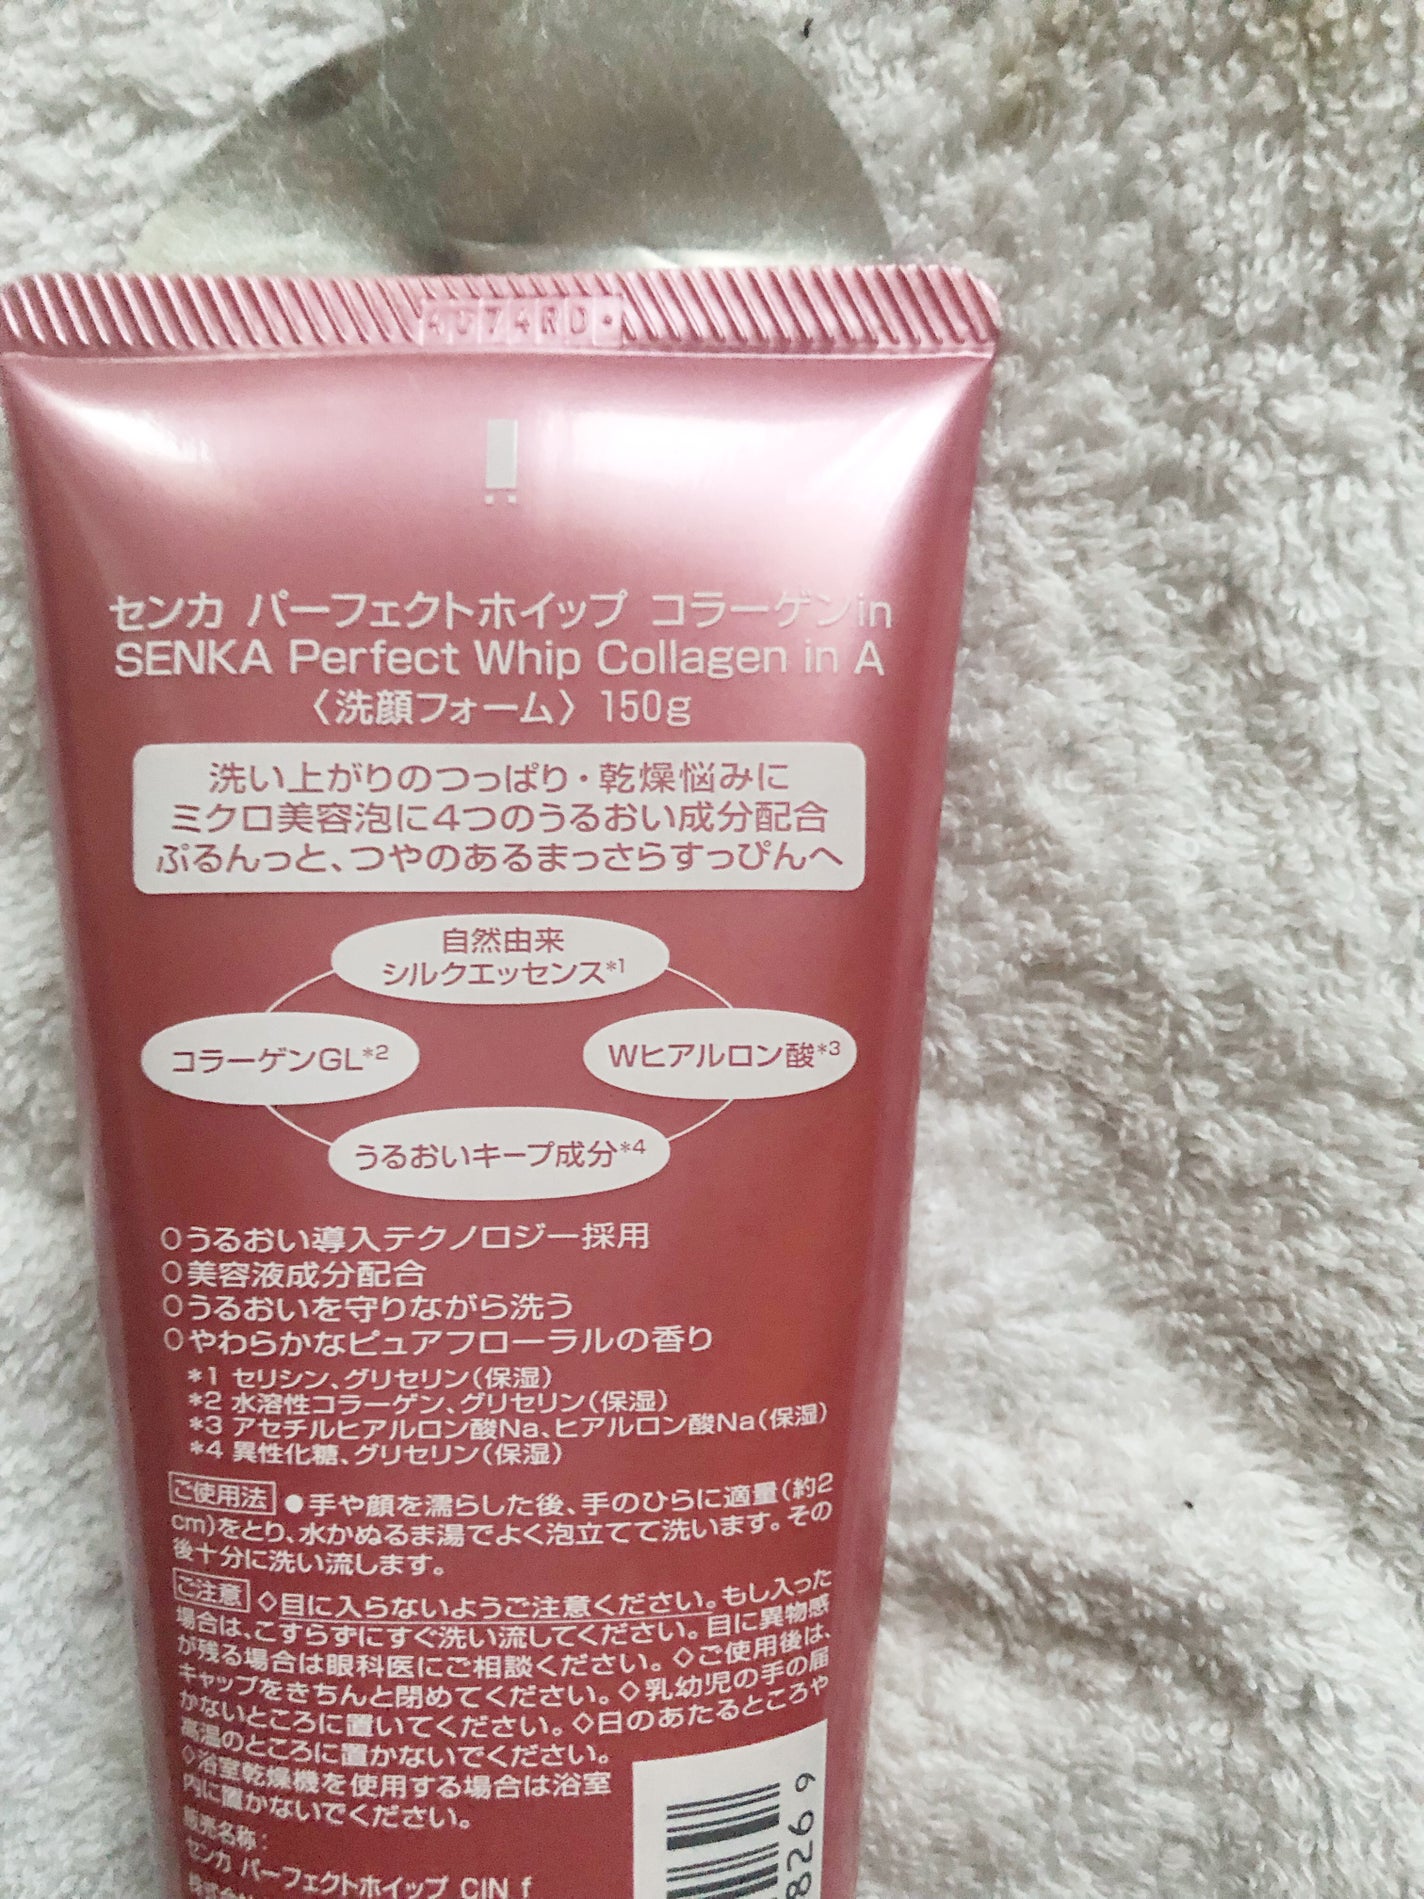 センカ パーフェクトホイップ コラーゲンin
SENKA Perfect Whip Collagen in A
〈洗顔フォーム〉150g
洗い上がりのつっぱり・乾燥悩みに
ミクロ美容泡に4つのうるおい成分配合
ぷるんっと、つやのあるまっさらすっぴんへ
自然由来
シルクエッセンス*1
コラーゲンGL*2
Wヒアルロン酸*3
うるおいキープ成分*4
○うるおい導入テクノロジー採用
○美容液成分配合
○うるおいを守りながら洗う
○やわらかなピュアフローラルの香り
*1 セリシン、グリセリン(保湿)
*2 水溶性コラーゲン、グリセリン(保湿)
*3 アセチルヒアルロン酸Na、ヒアルロン酸Na(保湿)
*4 異性化糖、グリセリン(保湿)
ご使用法 ●手や顔を濡らした後、手のひらに適量(約2
cm)をとり、水かぬるま湯でよく泡立てて洗います。その
後十分に洗い流します。
ご注意 ◇目に入らないようご注意ください。もし入った
場合は、こすらずにすぐ洗い流してください。目に異物感
が残る場合は眼科医にご相談ください。◇ご使用後は、
キャップをきちんと閉めてください。◇乳幼児の手の届
かないところに置いてください。◇日のあたるところや
高温のところに置かないでください。
◇浴室乾燥機を使用する場合は浴室
内に置かないでください。
販売名称：
センカ パーフェクトホイップ CIN f
株式会社
8269